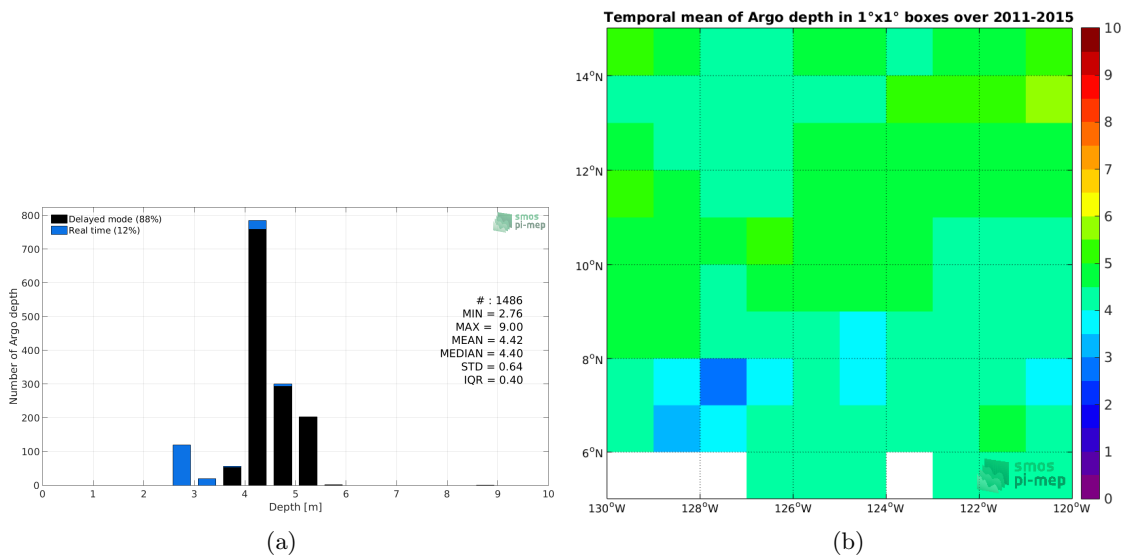 Delayed mode (88%)
Real time (12%)
smos
pi-mep
# : 1486
MIN = 2.76
MAX = 9.00
MEAN = 4.42
MEDIAN = 4.40
STD = 0.64
IQR = 0.40
Number of Argo depth
800
700
600
500
400
300
200
100
0
0 1 2 3 4 5 6 7 8 9 10
Depth [m]
(a)
Temporal mean of Argo depth in 1°x1° boxes over 2011-2015
14°N
12°N
10°N
8°N
6°N
130°W 128°W 126°W 124°W 122°W 120°W
smos
pi-mep
10
9
8
7
6
5
4
3
2
1
0
(b)